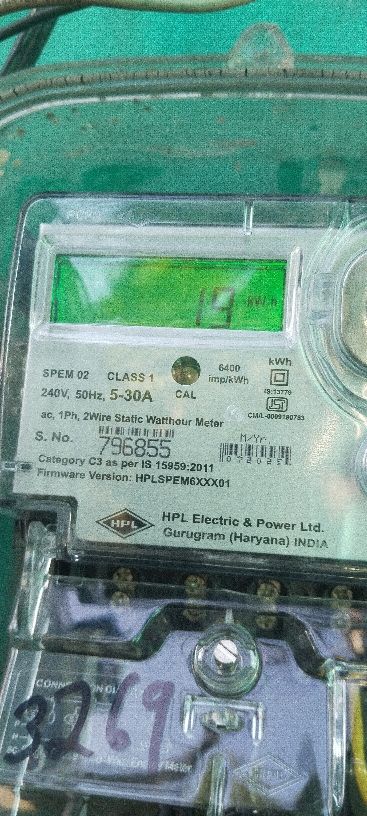 19 kWh
SPEM 02 CLASS 1 6400 imp/kWh kWh
240V, 50Hz, 5-30A CAL IS:13779
ac, 1Ph, 2Wire Static Watthour Meter
S. No. 796855 M/Yr.
Category C3 as per IS 15959:2011
Firmware Version: HPLSPEM6XXX01
HPL HPL Electric & Power Ltd.
Gurugram (Haryana) INDIA
3269